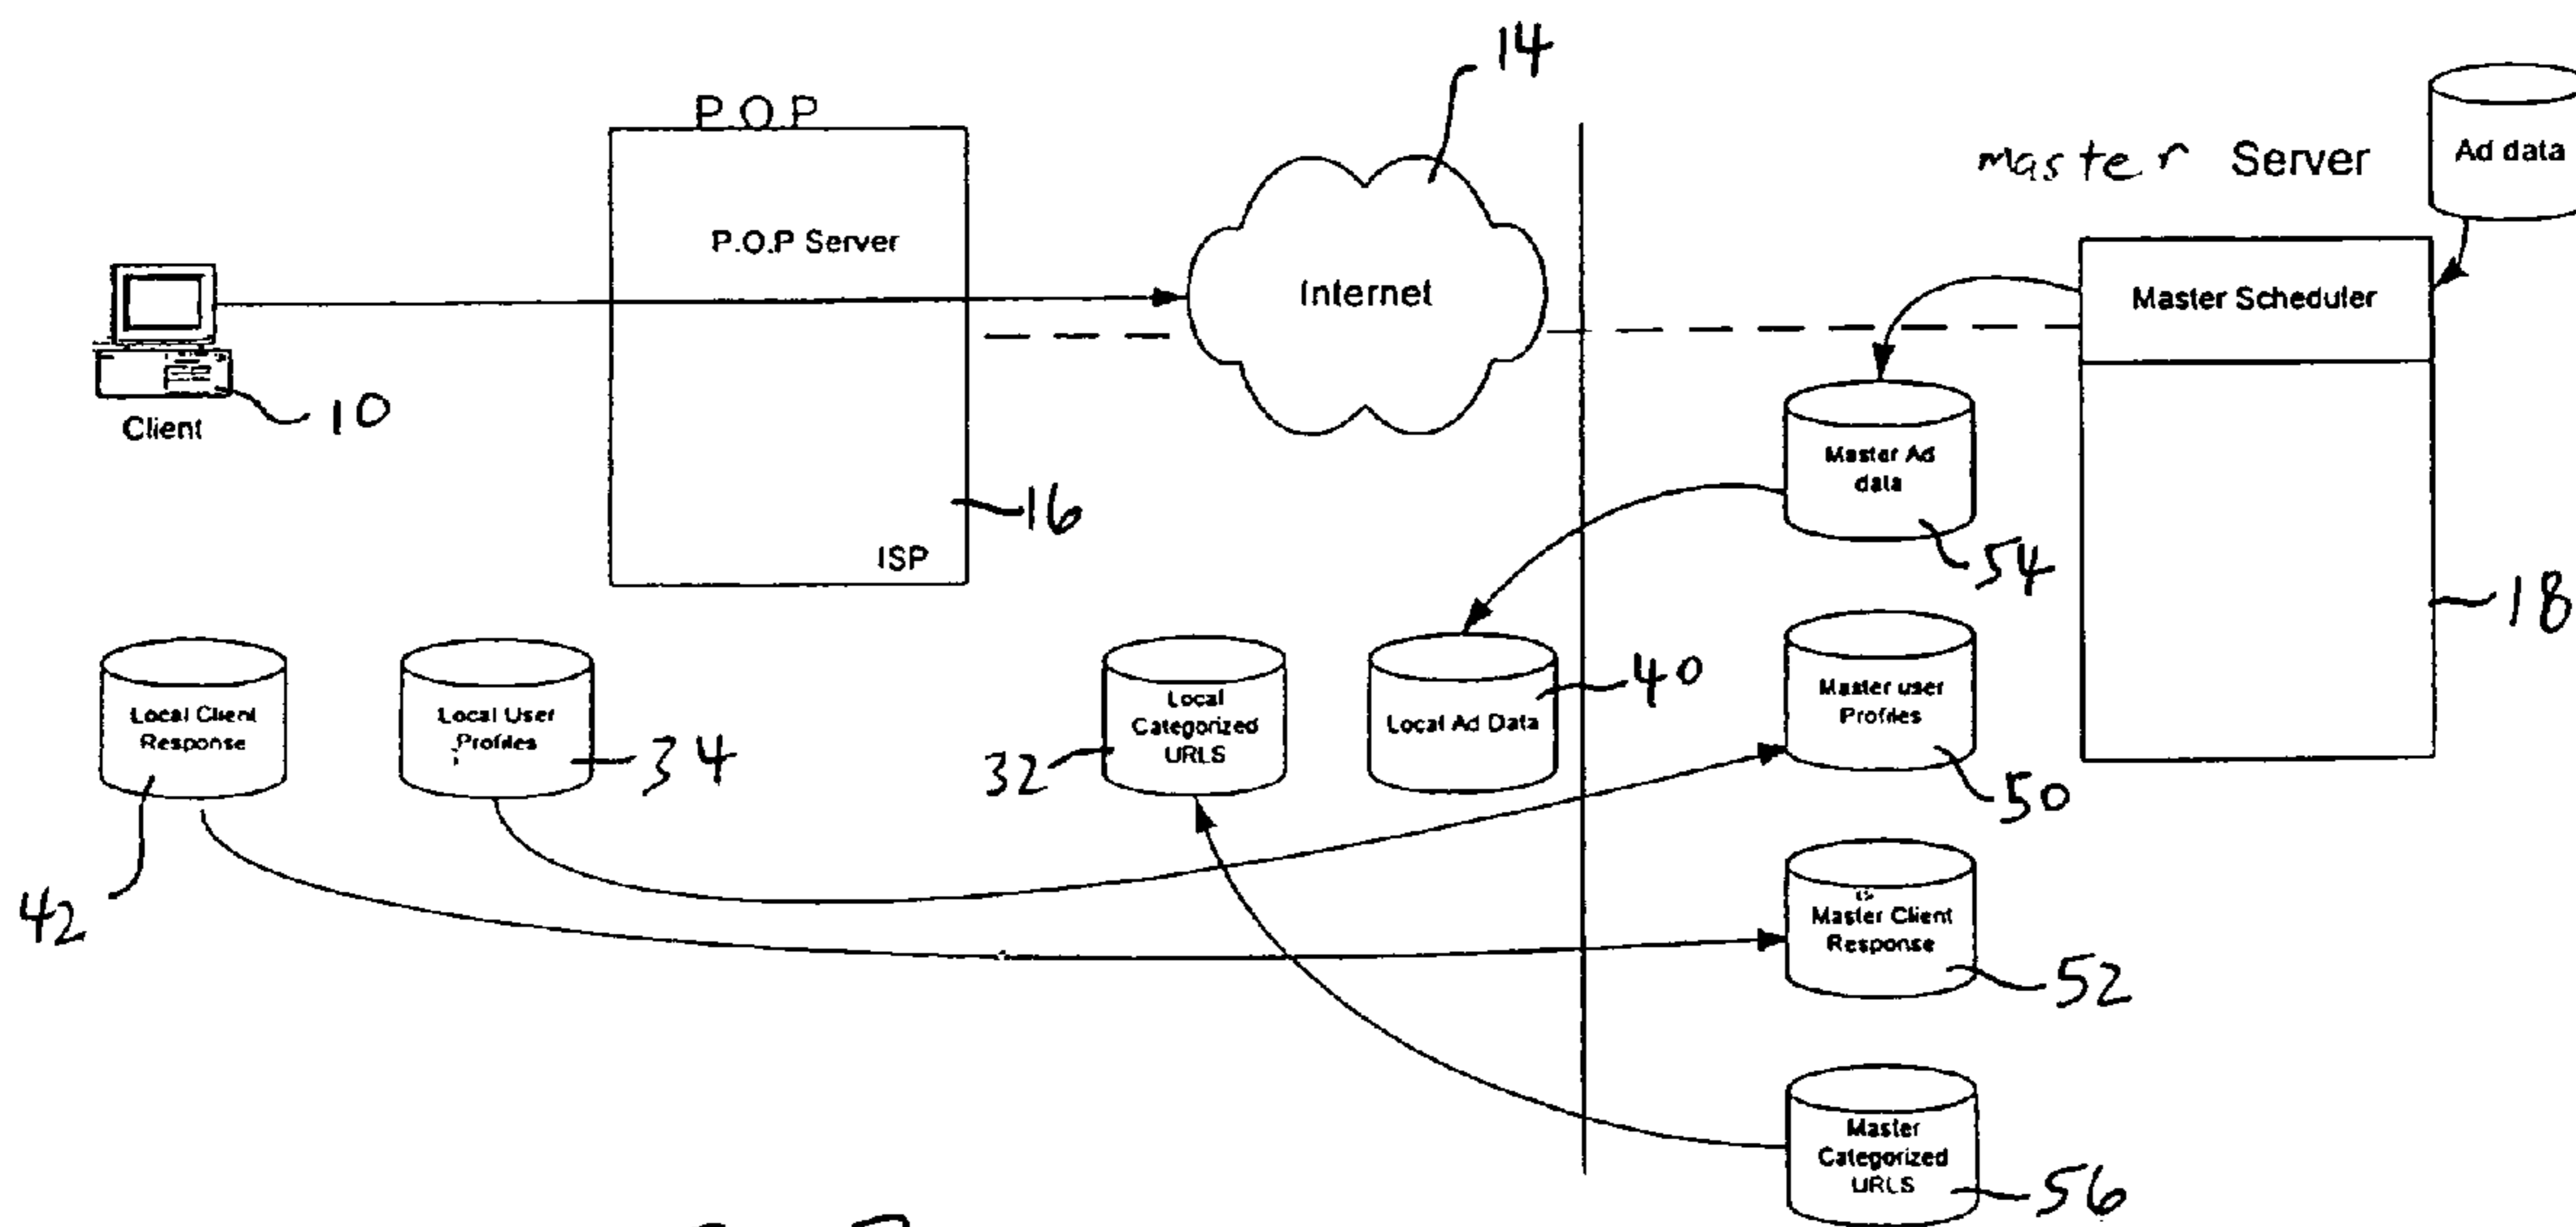 14
P.O.P
master Server
Ad data
P.O.P Server
Internet
Master Scheduler
10
Client
Master Ad
data
16
ISP
54
18
Local Client
Response
Local User
Profiles
34
Local
Categorized
URLS
32
Local Ad Data
40
Master user
Profiles
50
42
Master Client
Response
52
Master
Categorized
URLS
56